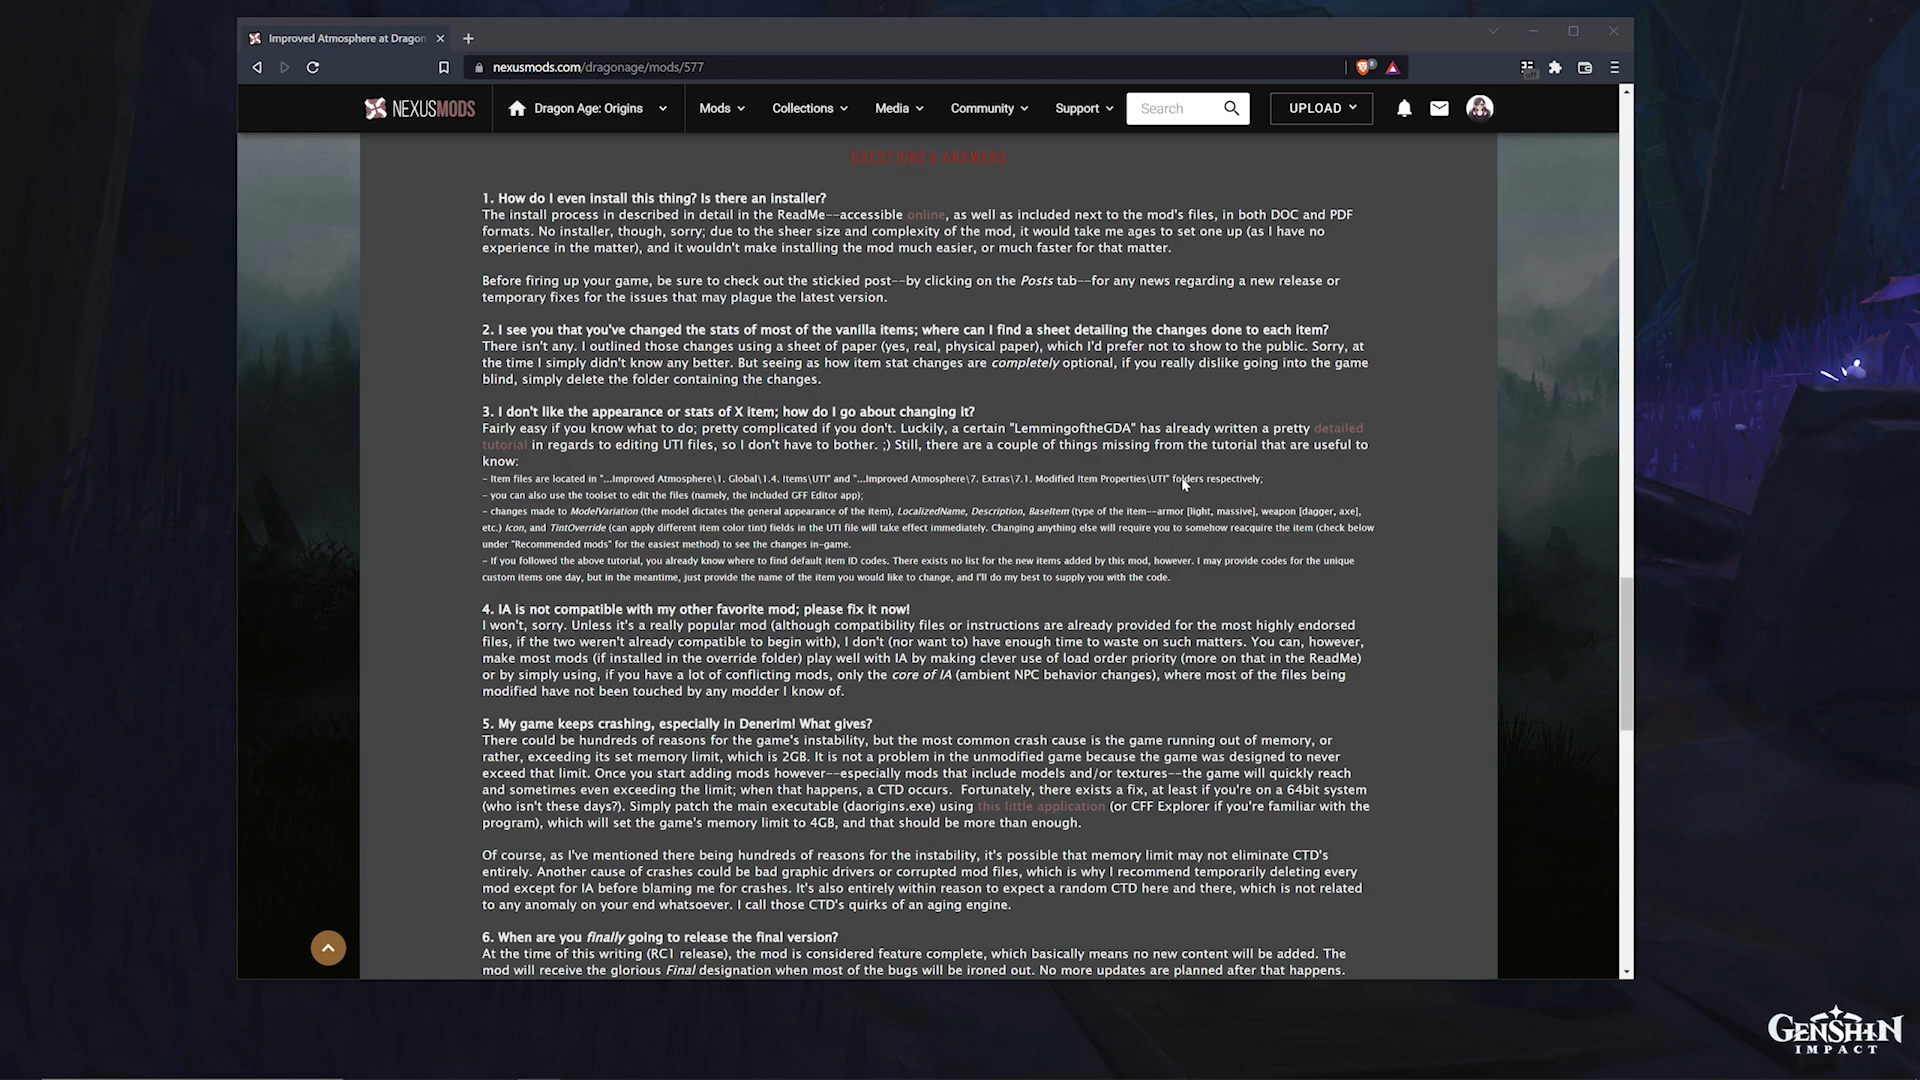 Improved Atmosphere at Dragon
nexusmods.com/dragonage/mods/577
8
off
NEXUSMODS
Dragon Age: Origins
Mods
Collections
Media
Community
Support
Search
UPLOAD
QUESTIONS & ANSWERS
1. How do I even install this thing? Is there an installer?
The install process in described in detail in the ReadMe--accessible online, as well as included next to the mod's files, in both DOC and PDF
formats. No installer, though, sorry; due to the sheer size and complexity of the mod, it would take me ages to set one up (as I have no
experience in the matter), and it wouldn't make installing the mod much easier, or much faster for that matter.
Before firing up your game, be sure to check out the stickied post--by clicking on the Posts tab--for any news regarding a new release or
temporary fixes for the issues that may plague the latest version.
2. I see you that you've changed the stats of most of the vanilla items; where can I find a sheet detailing the changes done to each item?
There isn't any. I outlined those changes using a sheet of paper (yes, real, physical paper), which I'd prefer not to show to the public. Sorry, at
the time I simply didn't know any better. But seeing as how item stat changes are completely optional, if you really dislike going into the game
blind, simply delete the folder containing the changes.
3. I don't like the appearance or stats of X item; how do I go about changing it?
Fairly easy if you know what to do; pretty complicated if you don't. Luckily, a certain "LemmingoftheGDA" has already written a pretty detailed
tutorial in regards to editing UTI files, so I don't have to bother. ;) Still, there are a couple of things missing from the tutorial that are useful to
know:
- Item files are located in "...Improved Atmosphere\1. Global\1.4. Items\UTI" and "...Improved Atmosphere\7. Extras\7.1. Modified Item Properties\UTI" folders respectively;
- you can also use the toolset to edit the files (namely, the included GFF Editor app);
- changes made to ModelVariation (the model dictates the general appearance of the item), LocalizedName, Description, BaseItem (type of the item--armor [light, massive], weapon [dagger, axe],
etc.) Icon, and TintOverride (can apply different item color tint) fields in the UTI file will take effect immediately. Changing anything else will require you to somehow reacquire the item (check below
under "Recommended mods" for the easiest method) to see the changes in-game.
- If you followed the above tutorial, you already know where to find default item ID codes. There exists no list for the new items added by this mod, however. I may provide codes for the unique
custom items one day, but in the meantime, just provide the name of the item you would like to change, and I'll do my best to supply you with the code.
4. IA is not compatible with my other favorite mod; please fix it now!
I won't, sorry. Unless it's a really popular mod (although compatibility files or instructions are already provided for the most highly endorsed
files, if the two weren't already compatible to begin with), I don't (nor want to) have enough time to waste on such matters. You can, however,
make most mods (if installed in the override folder) play well with IA by making clever use of load order priority (more on that in the ReadMe)
or by simply using, if you have a lot of conflicting mods, only the core of IA (ambient NPC behavior changes), where most of the files being
modified have not been touched by any modder I know of.
5. My game keeps crashing, especially in Denerim! What gives?
There could be hundreds of reasons for the game's instability, but the most common crash cause is the game running out of memory, or
rather, exceeding its set memory limit, which is 2GB. It is not a problem in the unmodified game because the game was designed to never
exceed that limit. Once you start adding mods however--especially mods that include models and/or textures--the game will quickly reach
and sometimes even exceeding the limit; when that happens, a CTD occurs.  Fortunately, there exists a fix, at least if you're on a 64bit system
(who isn't these days?). Simply patch the main executable (daorigins.exe) using this little application (or CFF Explorer if you're familiar with the
program), which will set the game's memory limit to 4GB, and that should be more than enough.
Of course, as I've mentioned there being hundreds of reasons for the instability, it's possible that memory limit may not eliminate CTD's
entirely. Another cause of crashes could be bad graphic drivers or corrupted mod files, which is why I recommend temporarily deleting every
mod except for IA before blaming me for crashes. It's also entirely within reason to expect a random CTD here and there, which is not related
to any anomaly on your end whatsoever. I call those CTD's quirks of an aging engine.
6. When are you finally going to release the final version?
At the time of this writing (RC1 release), the mod is considered feature complete, which basically means no new content will be added. The
mod will receive the glorious Final designation when most of the bugs will be ironed out. No more updates are planned after that happens.
GENSHIN
IMPACT